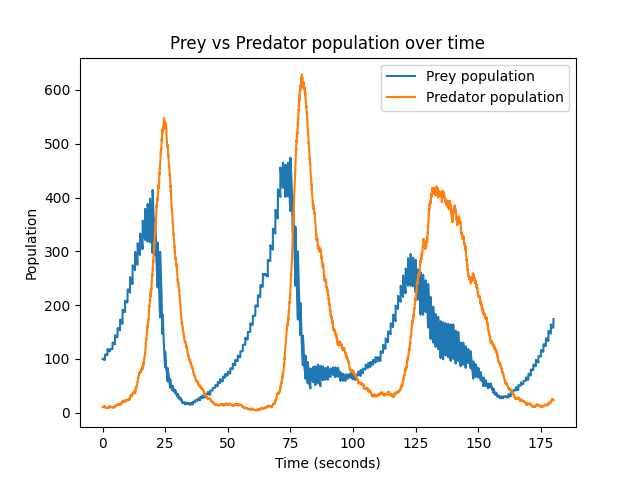 Prey vs Predator population over time
Prey population
Predator population
600
500
400
300
200
100
0
Population
0 25 50 75 100 125 150 175
Time (seconds)